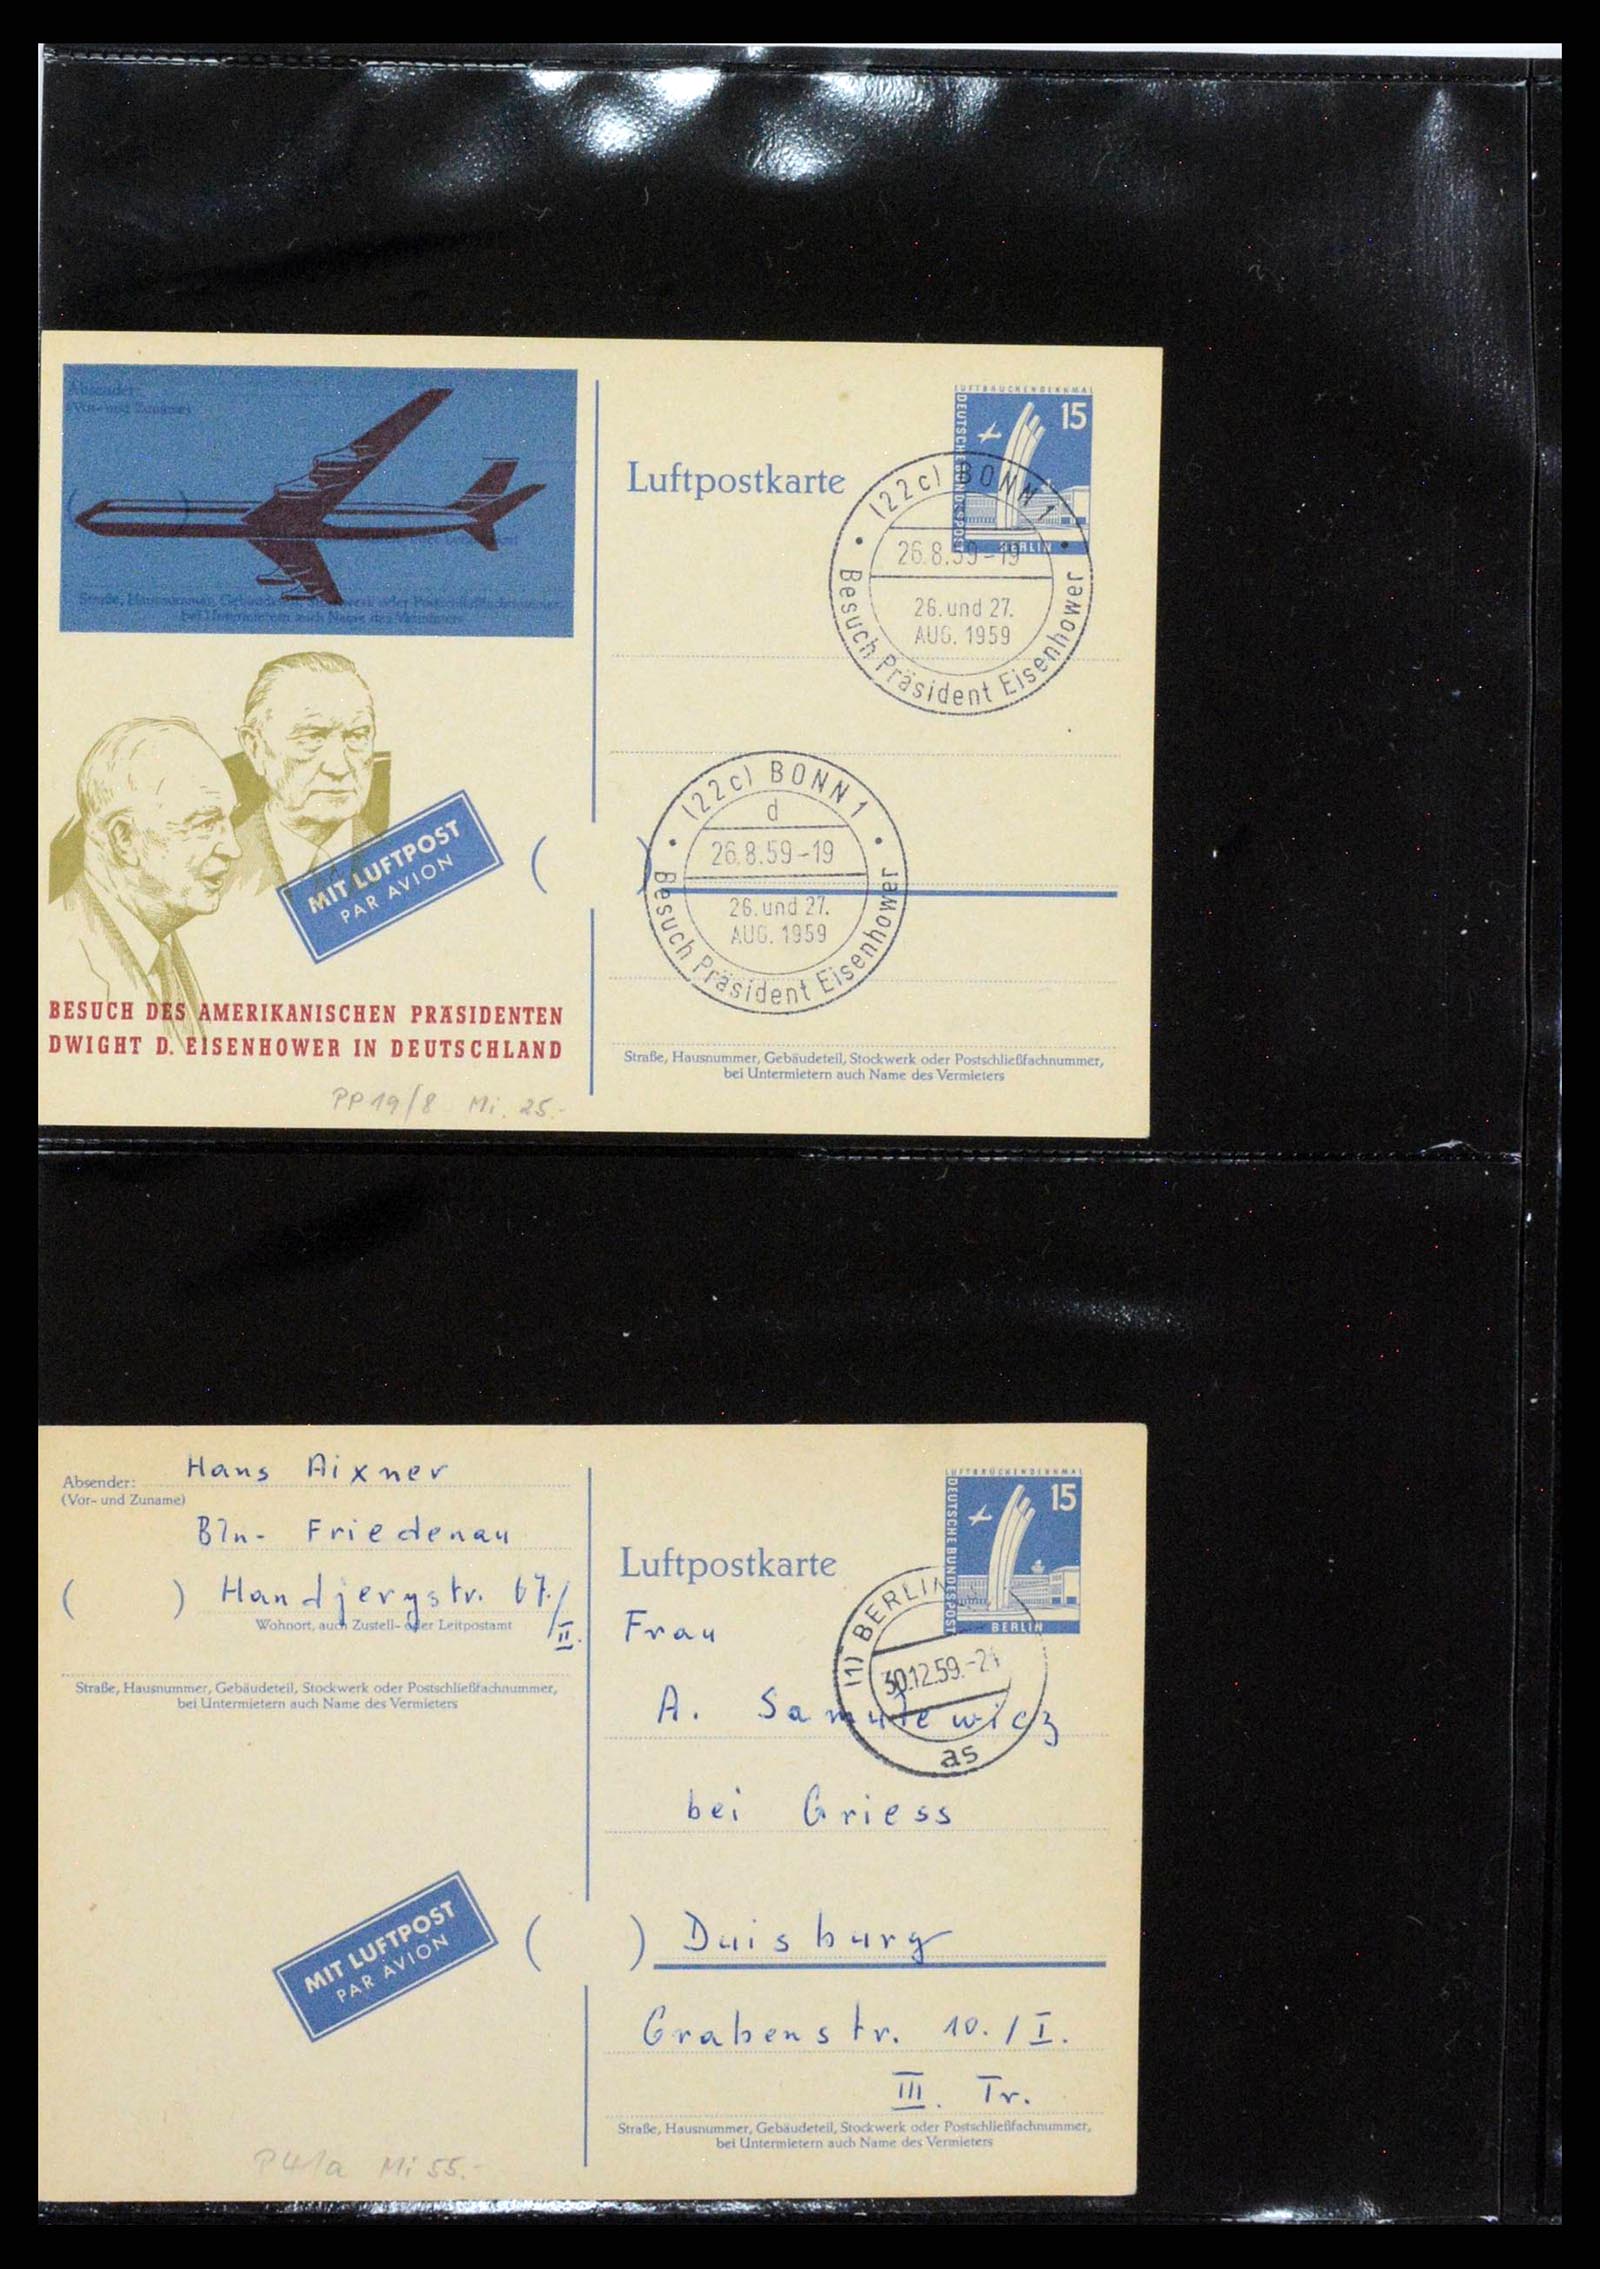 Absender:
(Vor- und Zuname)
Straße, Hausnummer, Gebäudeteil, Stockwerk oder Postschließfachnummer,
bei Untermietern auch Name des Vermieters
MIT LUFTPOST
PAR AVION
BESUCH DES AMERIKANISCHEN PRÄSIDENTEN
DWIGHT D. EISENHOWER IN DEUTSCHLAND
PP 19/8 Mi. 25.-
Luftpostkarte
LUFTBRÜCKENDENKMAL
DEUTSCHE BUNDESPOST
15
BERLIN
(22c) BONN 1
26.8.59-19
26. und 27.
AUG. 1959
Besuch Präsident Eisenhower
(22c) BONN 1
d
26.8.59-19
26. und 27.
AUG. 1959
Besuch Präsident Eisenhower
( )
Straße, Hausnummer, Gebäudeteil, Stockwerk oder Postschließfachnummer,
bei Untermietern auch Name des Vermieters
Absender: Hans Aixner
(Vor- und Zuname)
Bln- Friedenau
( ) Handjerystr. 67./
II.
Wohnort, auch Zustell- oder Leitpostamt
Straße, Hausnummer, Gebäudeteil, Stockwerk oder Postschließfachnummer,
bei Untermietern auch Name des Vermieters
MIT LUFTPOST
PAR AVION
Mi 55.-
Luftpostkarte
LUFTBRÜCKENDENKMAL
DEUTSCHE BUNDESPOST
15
BERLIN
(1) BERLIN
30.12.59.-21
as
Frau
A. Samulewicz
bei Griess
( ) Duisburg
Grabenstr. 10./I.
III. Tr.
Straße, Hausnummer, Gebäudeteil, Stockwerk oder Postschließfachnummer,
bei Untermietern auch Name des Vermieters